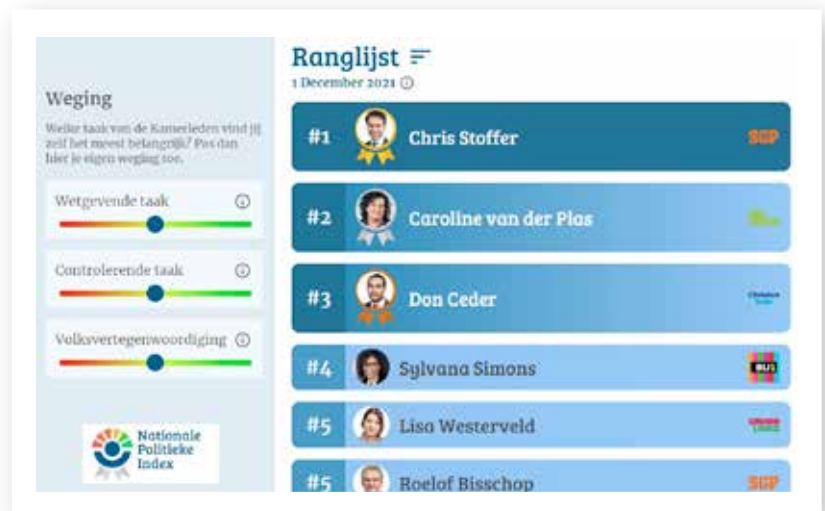 Weging
Welke taak van de Kamerleden vind jij
zelf het meest belangrijk? Pas dan
hier je eigen weging toe.
Wetgevende taak
Controlerende taak
Volksvertegenwoordiging
Nationale
Politieke
Index
Ranglijst
1 December 2021
#1 Chris Stoffer SGP
#2 Caroline van der Plas
#3 Don Ceder
#4 Sylvana Simons BIJ1
#5 Lisa Westerveld
#5 Roelof Bisschop SGP